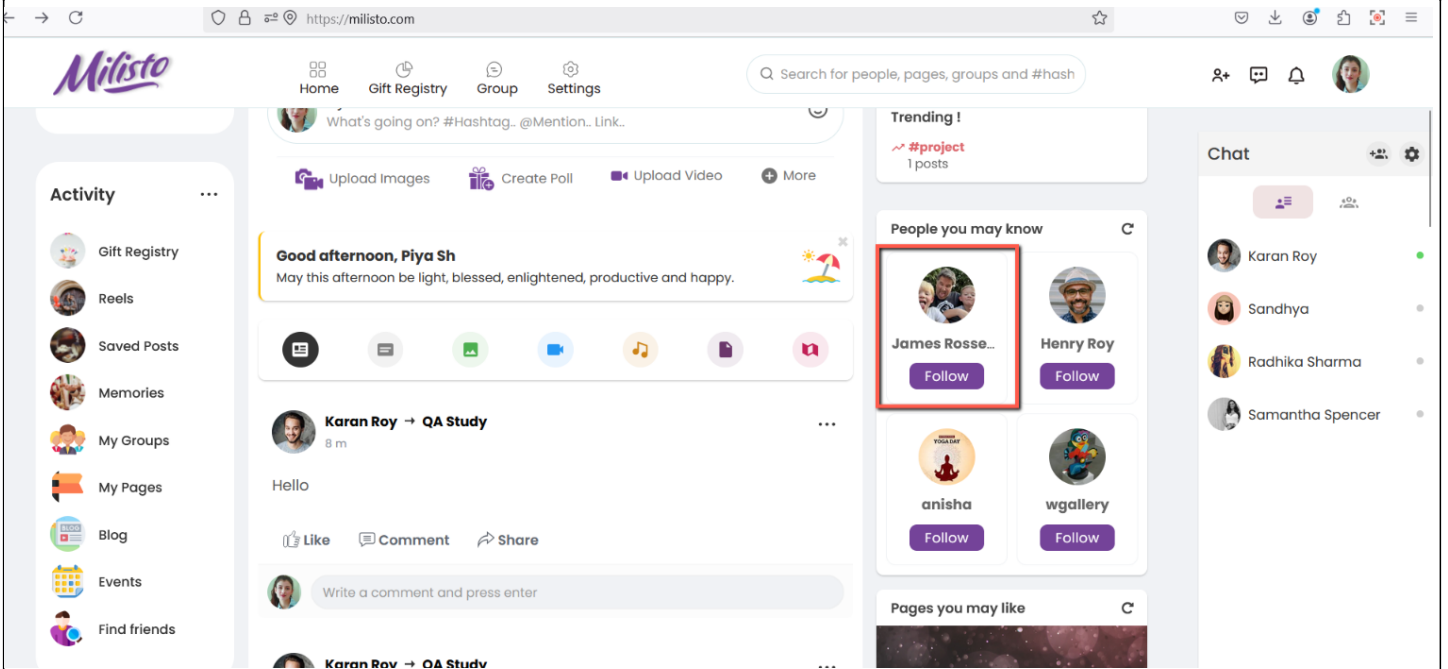 https://milisto.com
Milisto
Home
Gift Registry
Group
Settings
Search for people, pages, groups and #hash
Activity
Gift Registry
Reels
Saved Posts
Memories
My Groups
My Pages
BLOG
Blog
Events
Find friends
What's going on? #Hashtag.. @Mention.. Link..
Upload Images
Create Poll
Upload Video
More
Good afternoon, Piya Sh
May this afternoon be light, blessed, enlightened, productive and happy.
Karan Roy → QA Study
8 m
Hello
Like
Comment
Share
Write a comment and press enter
Karan Roy → QA Study
Trending !
#project
1 posts
People you may know
James Rosse...
Follow
Henry Roy
Follow
YOGA DAY
anisha
Follow
wgallery
Follow
Pages you may like
Chat
Karan Roy
Sandhya
Radhika Sharma
Samantha Spencer